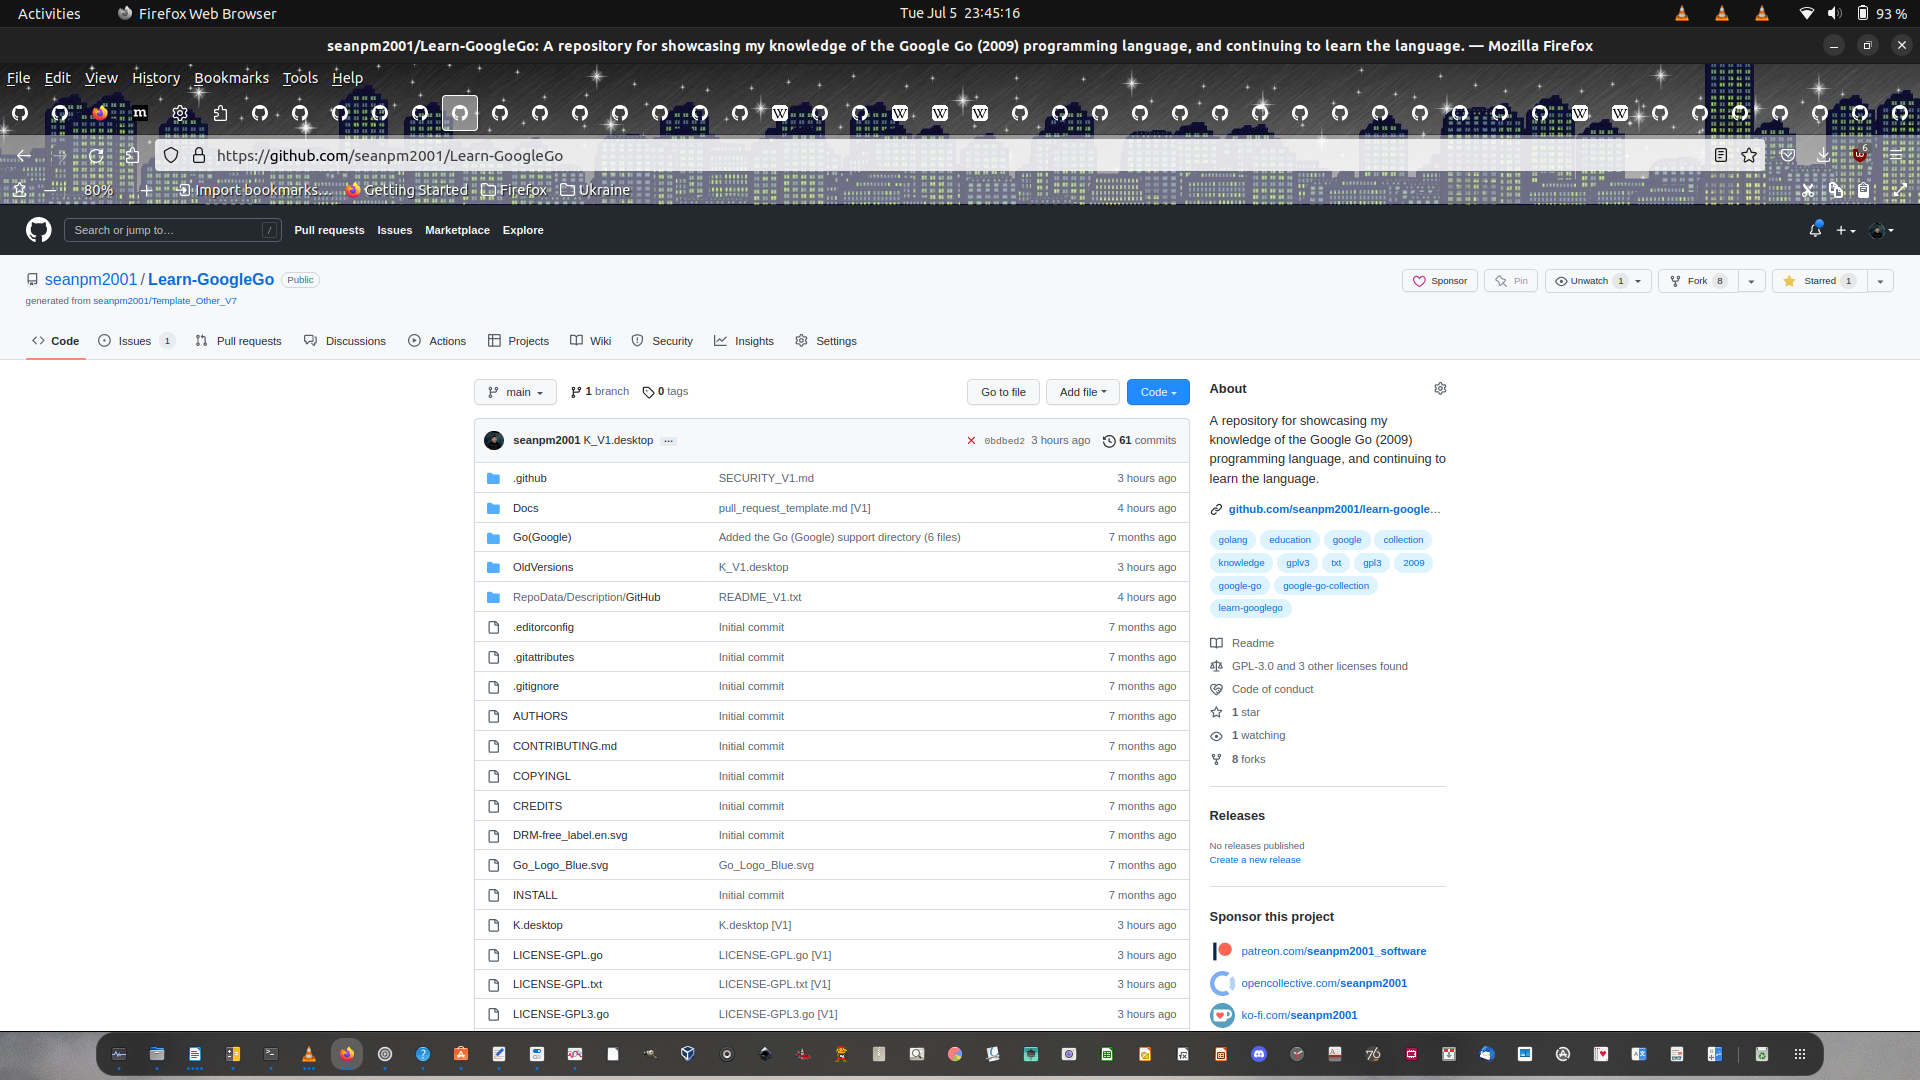 Activities
Firefox Web Browser
Tue Jul 5 23:45:16
93 %
seanpm2001/Learn-GoogleGo: A repository for showcasing my knowledge of the Google Go (2009) programming language, and continuing to learn the language. — Mozilla Firefox
File Edit View History Bookmarks Tools Help
https://github.com/seanpm2001/Learn-GoogleGo
6
80%
Import bookmarks...
Getting Started
Firefox
Ukraine
Search or jump to…
/
Pull requests Issues Marketplace Explore
seanpm2001 / Learn-GoogleGo Public
Sponsor
Pin
Unwatch 1
Fork 8
Starred 1
generated from seanpm2001/Template_Other_V7
Code
Issues 1
Pull requests
Discussions
Actions
Projects
Wiki
Security
Insights
Settings
main
1 branch
0 tags
Go to file
Add file
Code
seanpm2001 K_V1.desktop ...
0bdbed2 3 hours ago
61 commits
.github SECURITY_V1.md 3 hours ago
Docs pull_request_template.md [V1] 4 hours ago
Go(Google) Added the Go (Google) support directory (6 files) 7 months ago
OldVersions K_V1.desktop 3 hours ago
RepoData/Description/GitHub README_V1.txt 4 hours ago
.editorconfig Initial commit 7 months ago
.gitattributes Initial commit 7 months ago
.gitignore Initial commit 7 months ago
AUTHORS Initial commit 7 months ago
CONTRIBUTING.md Initial commit 7 months ago
COPYINGL Initial commit 7 months ago
CREDITS Initial commit 7 months ago
DRM-free_label.en.svg Initial commit 7 months ago
Go_Logo_Blue.svg Go_Logo_Blue.svg 7 months ago
INSTALL Initial commit 7 months ago
K.desktop K.desktop [V1] 3 hours ago
LICENSE-GPL.go LICENSE-GPL.go [V1] 3 hours ago
LICENSE-GPL.txt LICENSE-GPL.txt [V1] 3 hours ago
LICENSE-GPL3.go LICENSE-GPL3.go [V1] 3 hours ago
About
A repository for showcasing my
knowledge of the Google Go (2009)
programming language, and continuing to
learn the language.
github.com/seanpm2001/learn-google…
golang education google collection
knowledge gplv3 txt gpl3 2009
google-go google-go-collection
learn-googlego
Readme
GPL-3.0 and 3 other licenses found
Code of conduct
1 star
1 watching
8 forks
Releases
No releases published
Create a new release
Sponsor this project
patreon.com/seanpm2001_software
opencollective.com/seanpm2001
ko-fi.com/seanpm2001